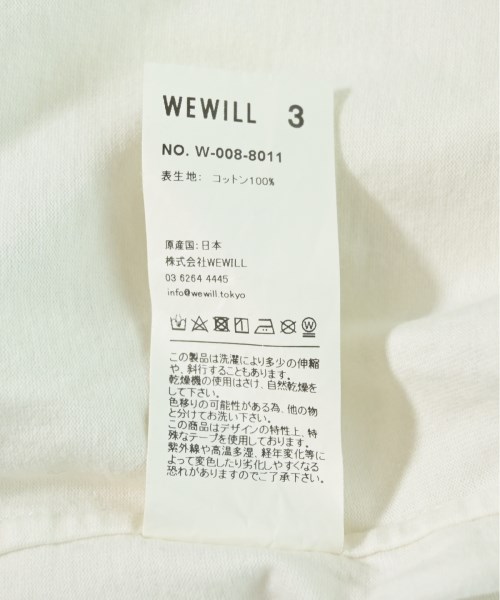 WEWILL 3
NO. W-008-8011
表生地: コットン100%
原産国:日本
株式会社WEWILL
03 6264 4445
info@wewill.tokyo
この製品は洗濯により多少の伸縮
や、斜行することもあります。
乾燥機の使用はさけ、自然乾燥を
して下さい。
色移りの可能性がある為、他の物
と分けてお洗い下さい。
この商品はデザインの特性上、特
殊なテープを使用しております。
紫外線や高温多湿、経年変化等に
よって変色したり劣化しやすくなる
恐れがありますのでご了承下さい。